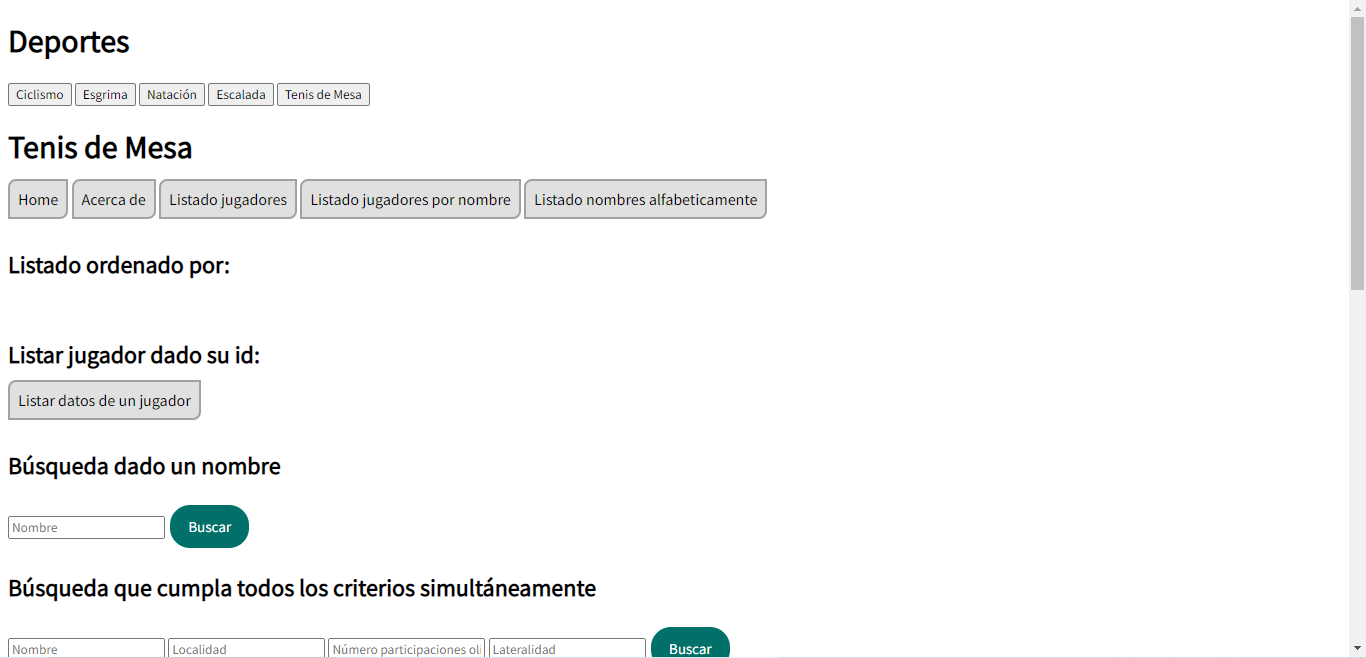 Deportes
Ciclismo Esgrima Natación Escalada Tenis de Mesa
Tenis de Mesa
Home Acerca de Listado jugadores Listado jugadores por nombre Listado nombres alfabeticamente
Listado ordenado por:
Listar jugador dado su id:
Listar datos de un jugador
Búsqueda dado un nombre
Nombre Buscar
Búsqueda que cumpla todos los criterios simultáneamente
Nombre Localidad Número participaciones oli Lateralidad Buscar